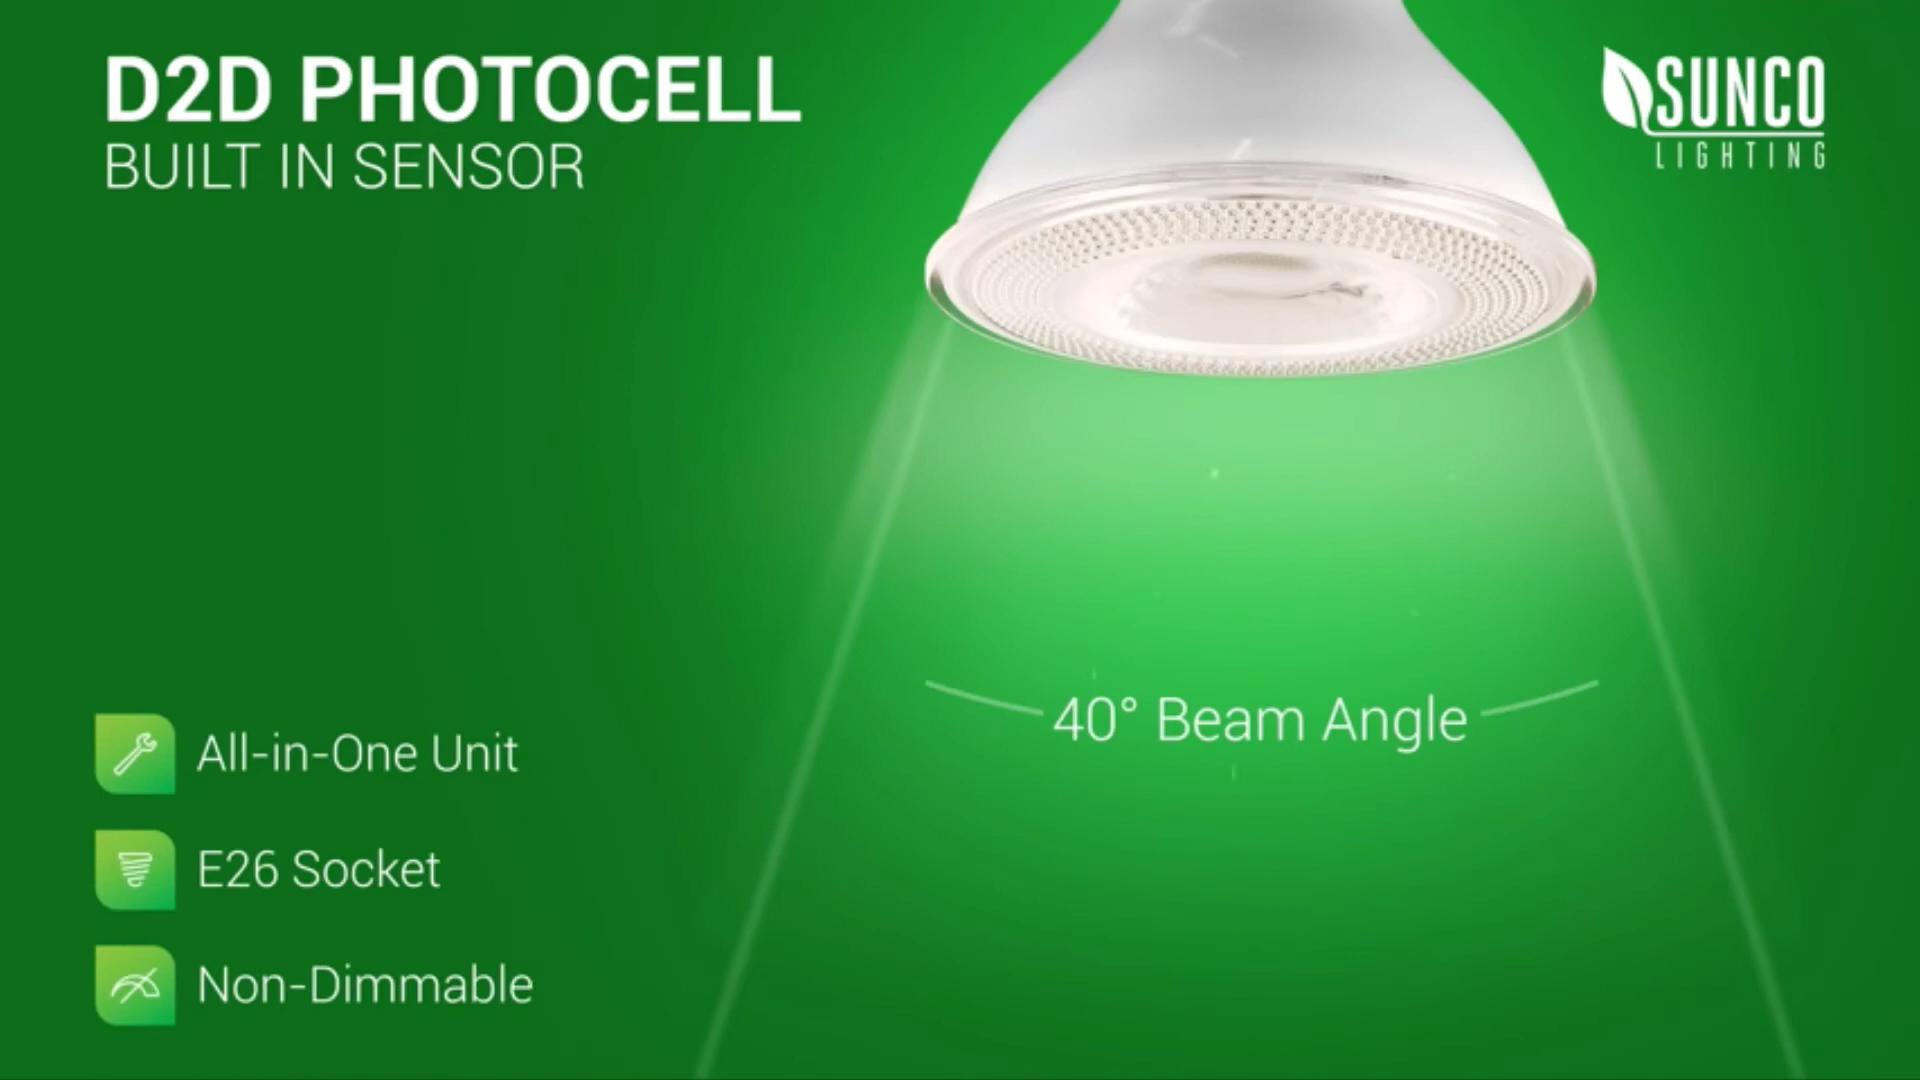 D2D PHOTOCELL
BUILT IN SENSOR
SUNCO
LIGHTING
40° Beam Angle
All-in-One Unit
E26 Socket
Non-Dimmable